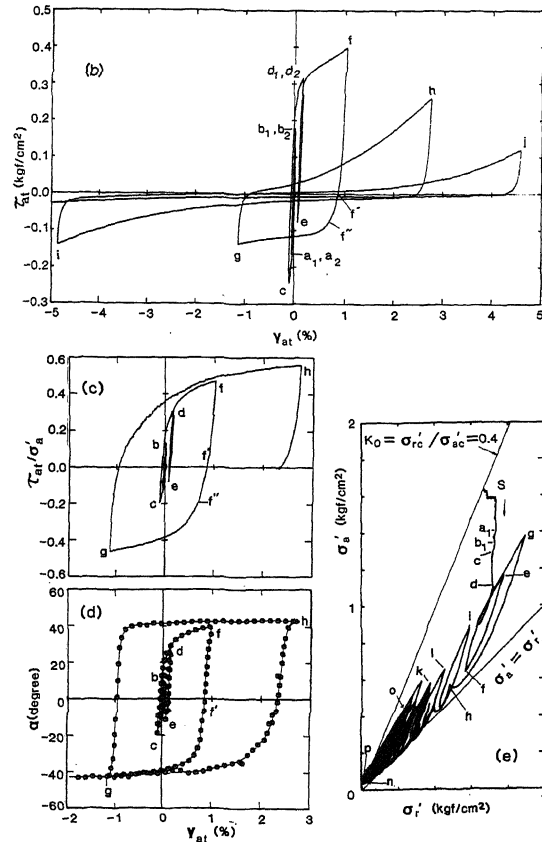 (b)
τat (kgf/cm²)
0.5
0.4
0.3
0.2
0.1
-0.0
-0.1
-0.2
-0.3
f
d₁, d₂
h
b₁, b₂
j
e
f'
f''
g
a₁, a₂
i
c
-5 -4 -3 -2 -1 0 1 2 3 4 5
γat (%)
(c)
τat/σ'a
0.6
0.4
0.2
0.0
-0.2
-0.4
-0.6
h
f
d
b
f'
e
c
f''
g
(d)
α(degree)
60
40
20
0
-20
-40
-60
h
f
d
b
f'
e
c
g
-2 -1 0 1 2 3
γat (%)
2
K₀ = σ'rc / σ'ac = 0.4
σ'a (kgf/cm²)
S
a₁
b₁
c
g
e
d
1
i
l
k
o
f
h
σ'a = σ'r
p
n
(e)
0
0 1
σr' (kgf/cm²)